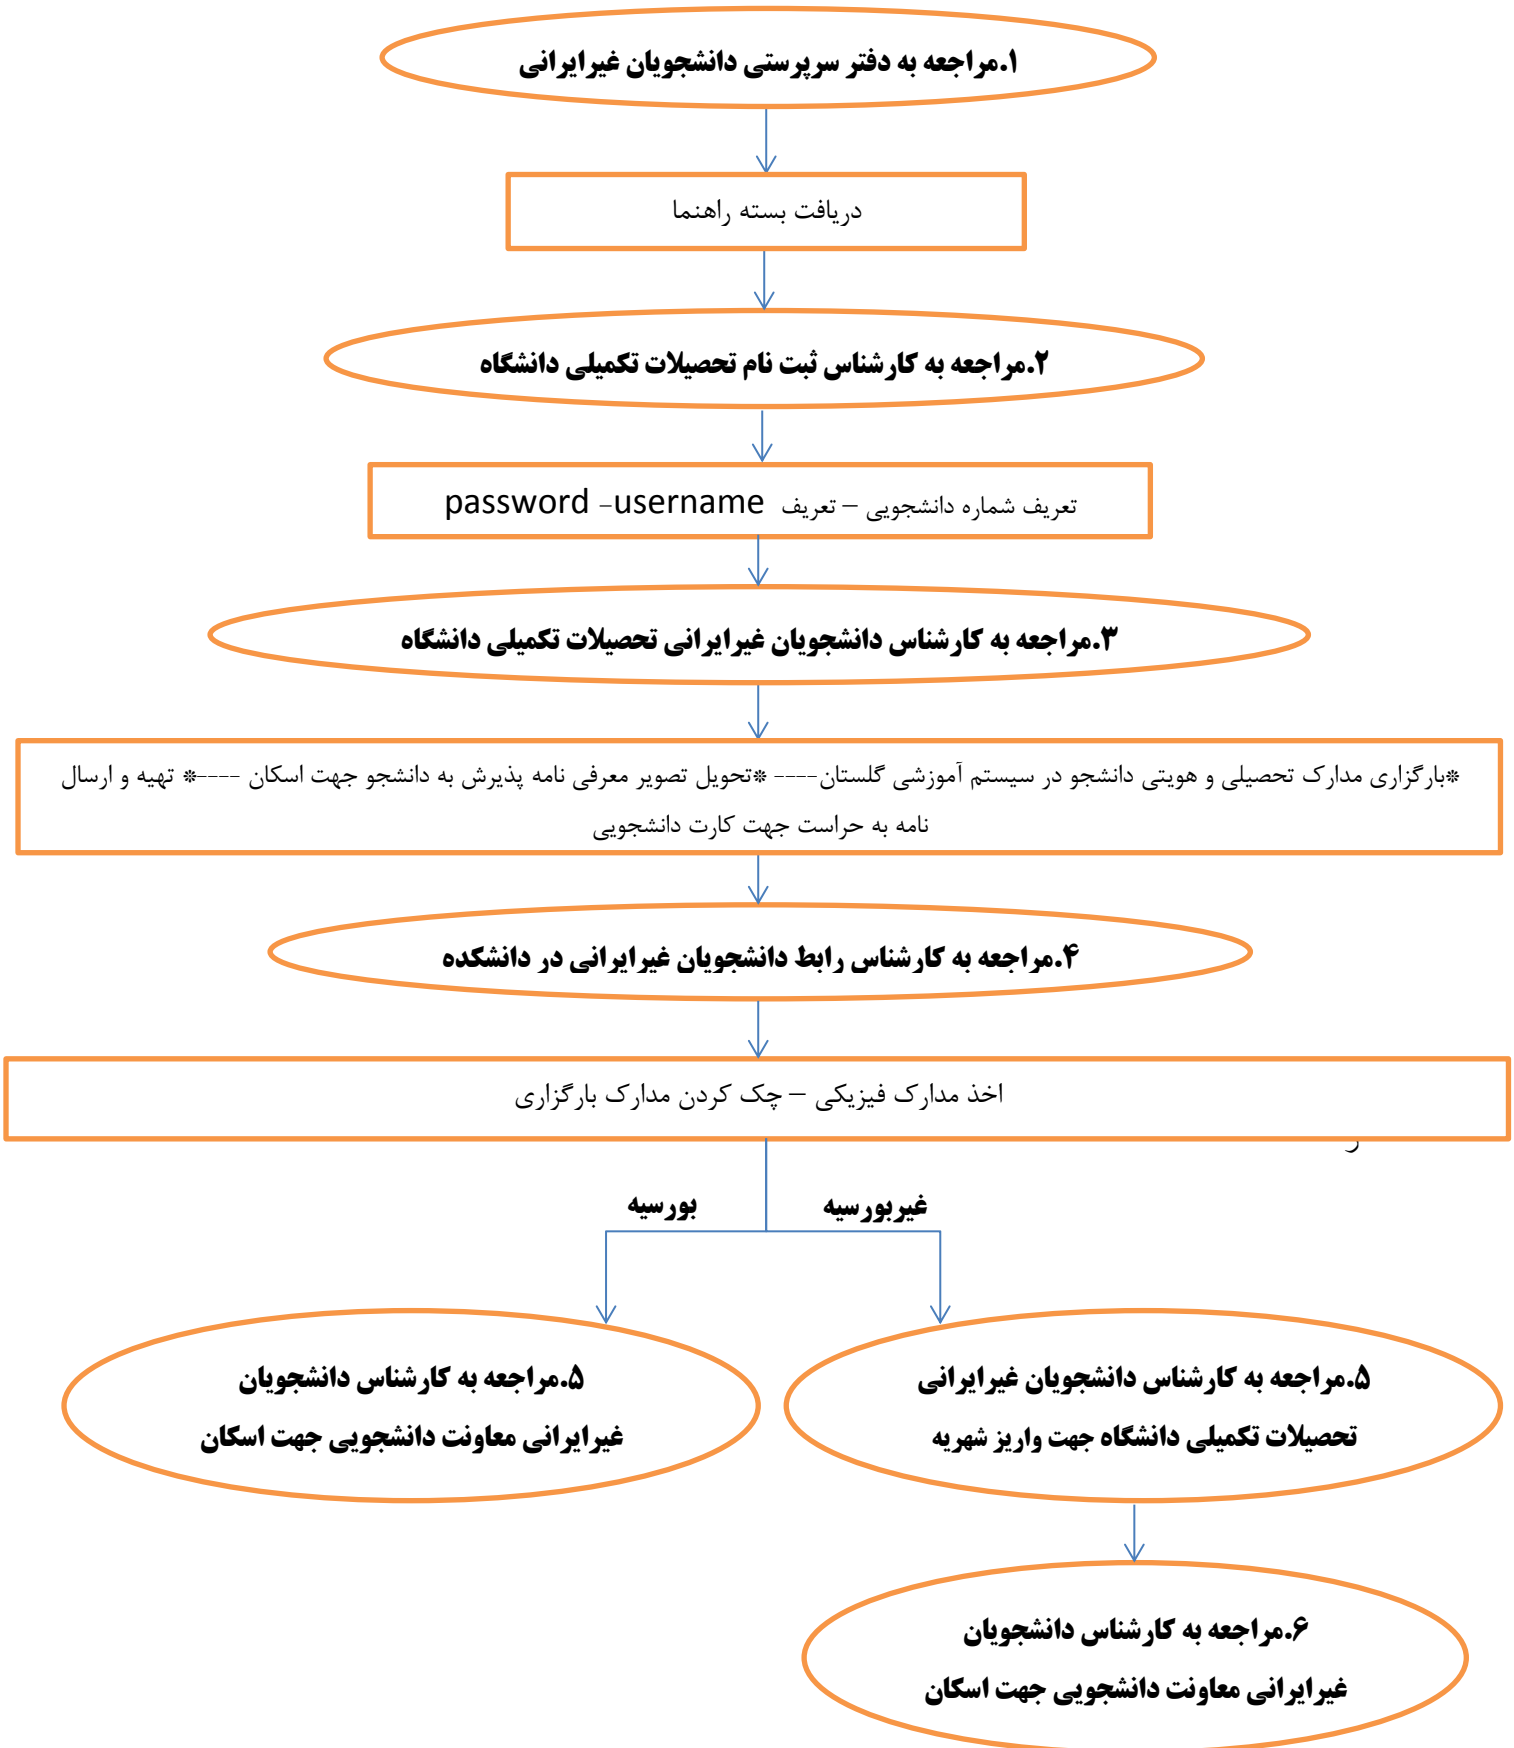 ۱.مراجعه به دفتر سرپرستی دانشجویان غیرایرانی
دریافت بسته راهنما
۲.مراجعه به کارشناس ثبت نام تحصیلات تکمیلی دانشگاه
تعریف شماره دانشجویی – تعریف password -username
۳.مراجعه به کارشناس دانشجویان غیرایرانی تحصیلات تکمیلی دانشگاه
*بارگزاری مدارک تحصیلی و هویتی دانشجو در سیستم آموزشی گلستان---- *تحویل تصویر معرفی نامه پذیرش به دانشجو جهت اسکان ----* تهیه و ارسال
نامه به حراست جهت کارت دانشجویی
۴.مراجعه به کارشناس رابط دانشجویان غیرایرانی در دانشکده
اخذ مدارک فیزیکی – چک کردن مدارک بارگزاری
ر
غیربورسیه
بورسیه
۵.مراجعه به کارشناس دانشجویان غیرایرانی
تحصیلات تکمیلی دانشگاه جهت واریز شهریه
۵.مراجعه به کارشناس دانشجویان
غیرایرانی معاونت دانشجویی جهت اسکان
۶.مراجعه به کارشناس دانشجویان
غیرایرانی معاونت دانشجویی جهت اسکان